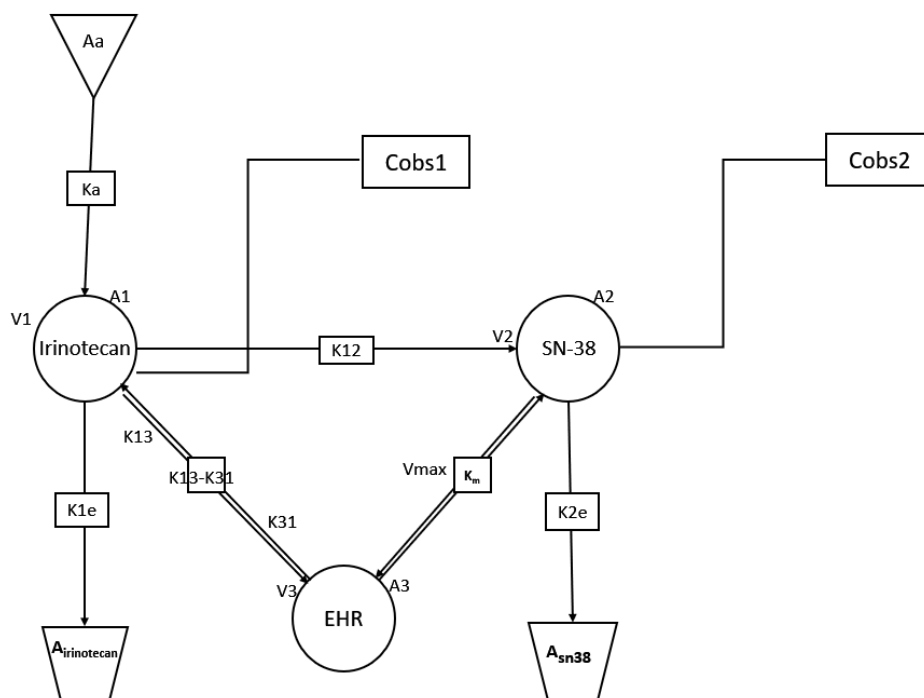 Aa
Cobs1
Cobs2
Ka
A1
A2
V1
Irinotecan
K12
V2
SN-38
K13
K13-K31
Vmax
Km
K1e
K31
K2e
V3
A3
EHR
Airinotecan
Asn38